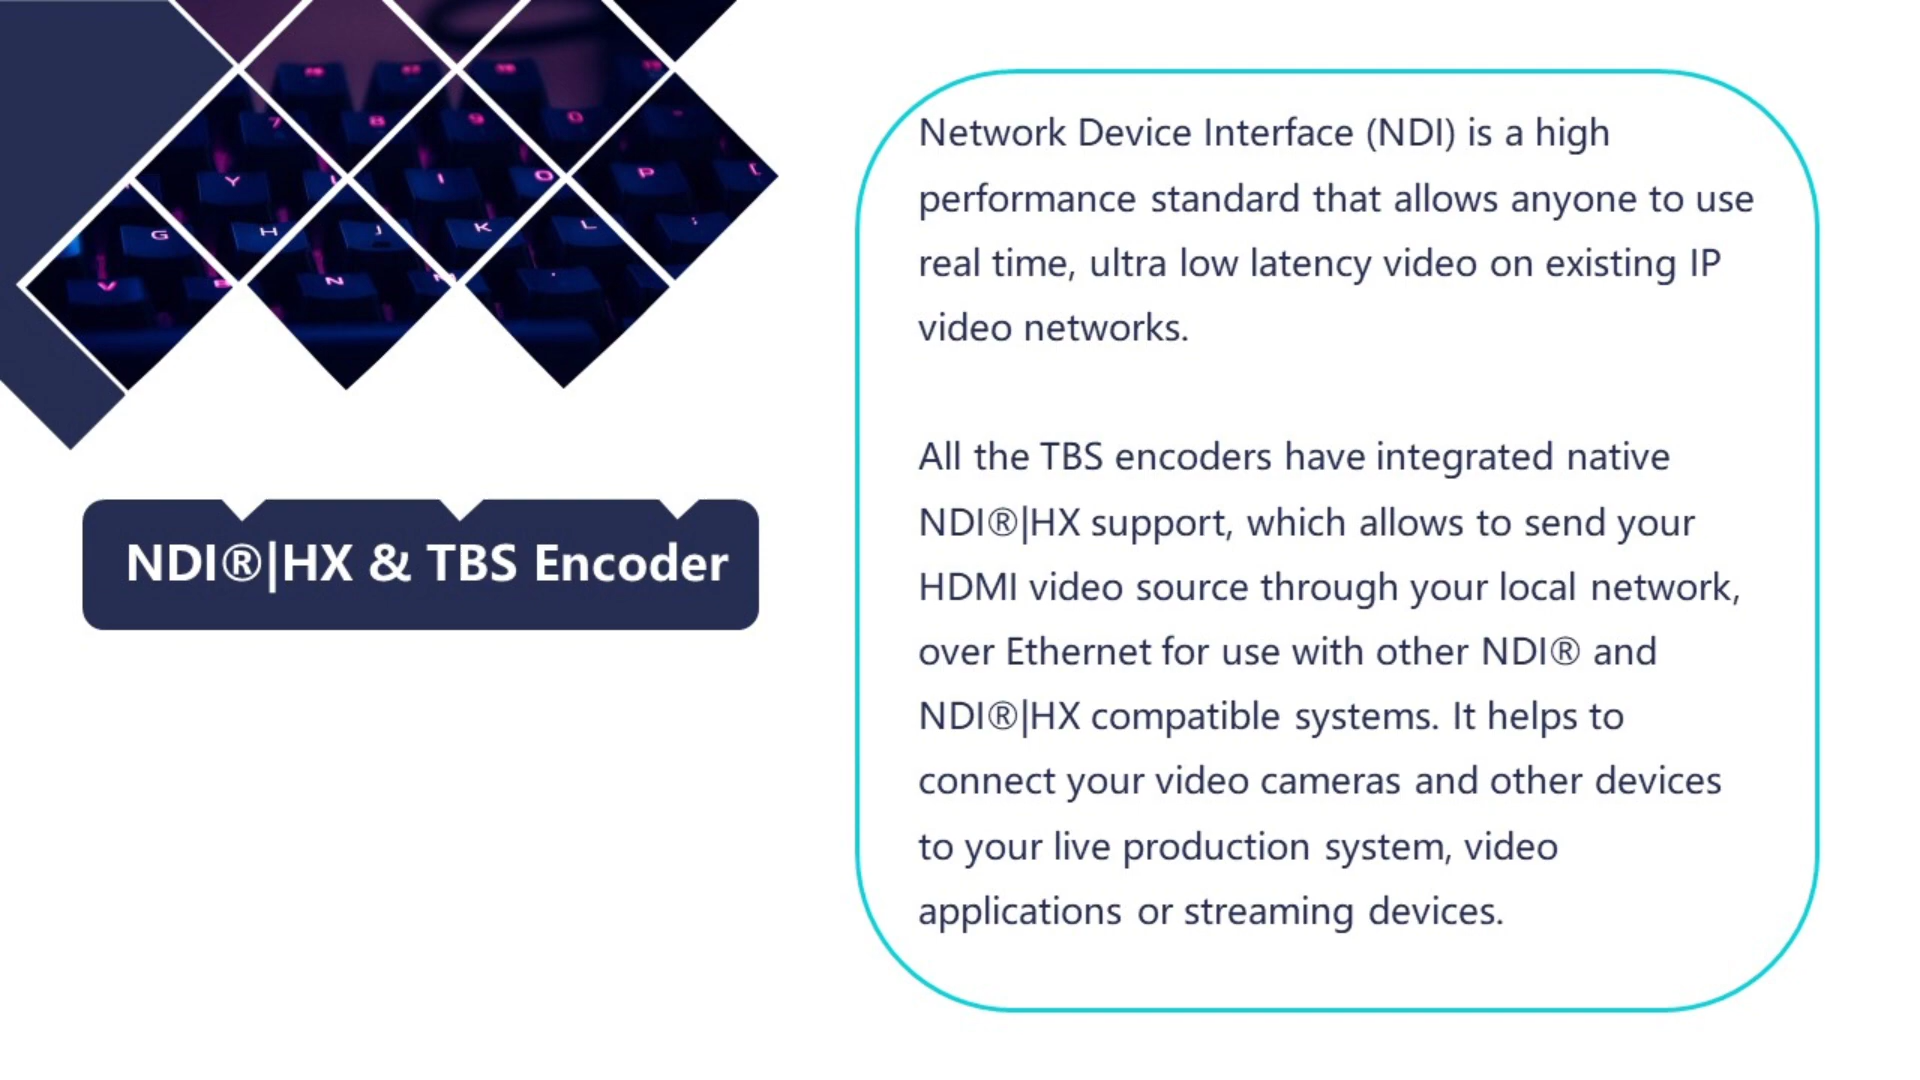 NDI®|HX & TBS Encoder
Network Device Interface (NDI) is a high
performance standard that allows anyone to use
real time, ultra low latency video on existing IP
video networks.
All the TBS encoders have integrated native
NDI®|HX support, which allows to send your
HDMI video source through your local network,
over Ethernet for use with other NDI® and
NDI®|HX compatible systems. It helps to
connect your video cameras and other devices
to your live production system, video
applications or streaming devices.
7 8 9 0 -
Y I O P [
G H J K L ;
V N